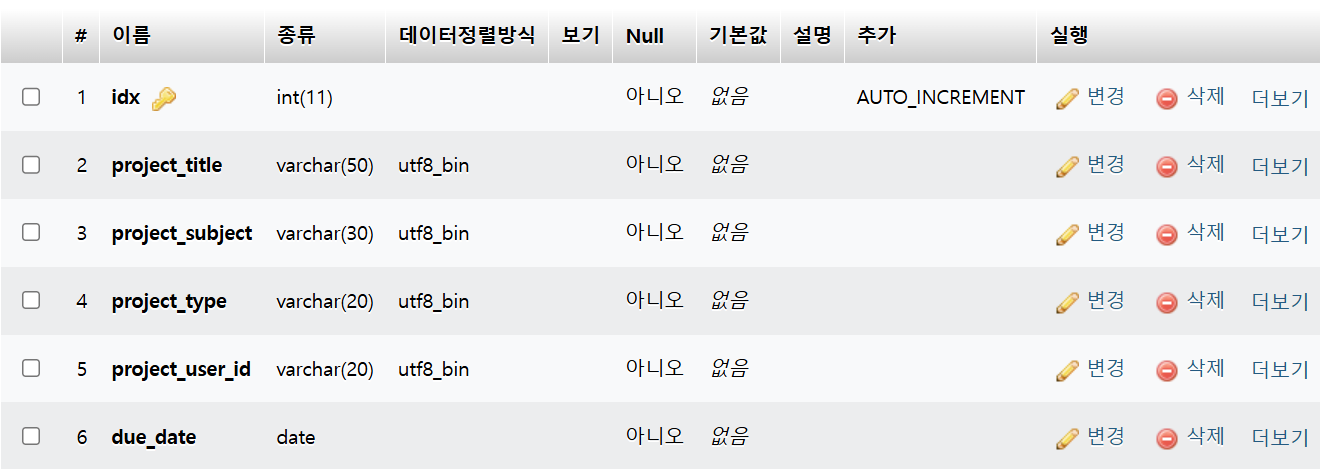 # 이름 종류 데이터정렬방식 보기 Null 기본값 설명 추가 실행
1 idx int(11) 아니오 없음 AUTO_INCREMENT 변경 삭제 더보기
2 project_title varchar(50) utf8_bin 아니오 없음 변경 삭제 더보기
3 project_subject varchar(30) utf8_bin 아니오 없음 변경 삭제 더보기
4 project_type varchar(20) utf8_bin 아니오 없음 변경 삭제 더보기
5 project_user_id varchar(20) utf8_bin 아니오 없음 변경 삭제 더보기
6 due_date date 아니오 없음 변경 삭제 더보기